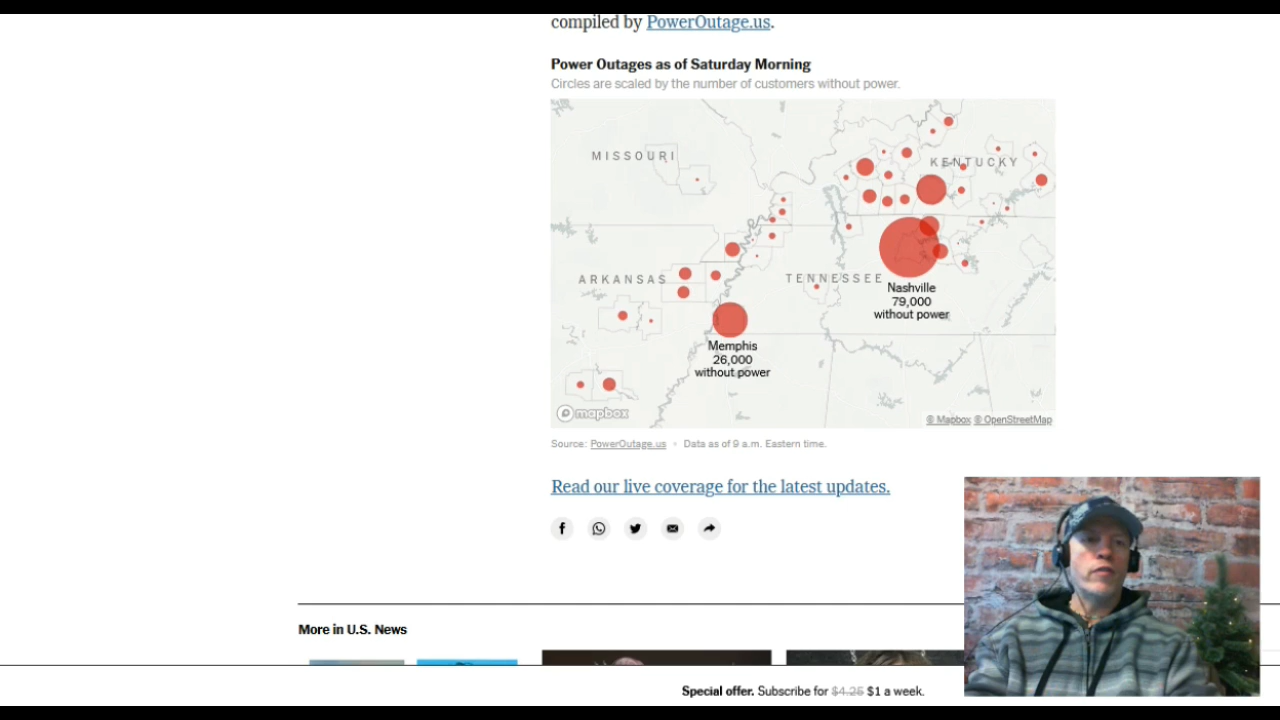 compiled by PowerOutage.us.
Power Outages as of Saturday Morning
Circles are scaled by the number of customers without power.
MISSOURI
KENTUCKY
ARKANSAS
TENNESSEE
Nashville
79,000
without power
Memphis
26,000
without power
mapbox
© Mapbox © OpenStreetMap
Source: PowerOutage.us • Data as of 9 a.m. Eastern time.
Read our live coverage for the latest updates.
More in U.S. News
Special offer. Subscribe for $4.25 $1 a week.